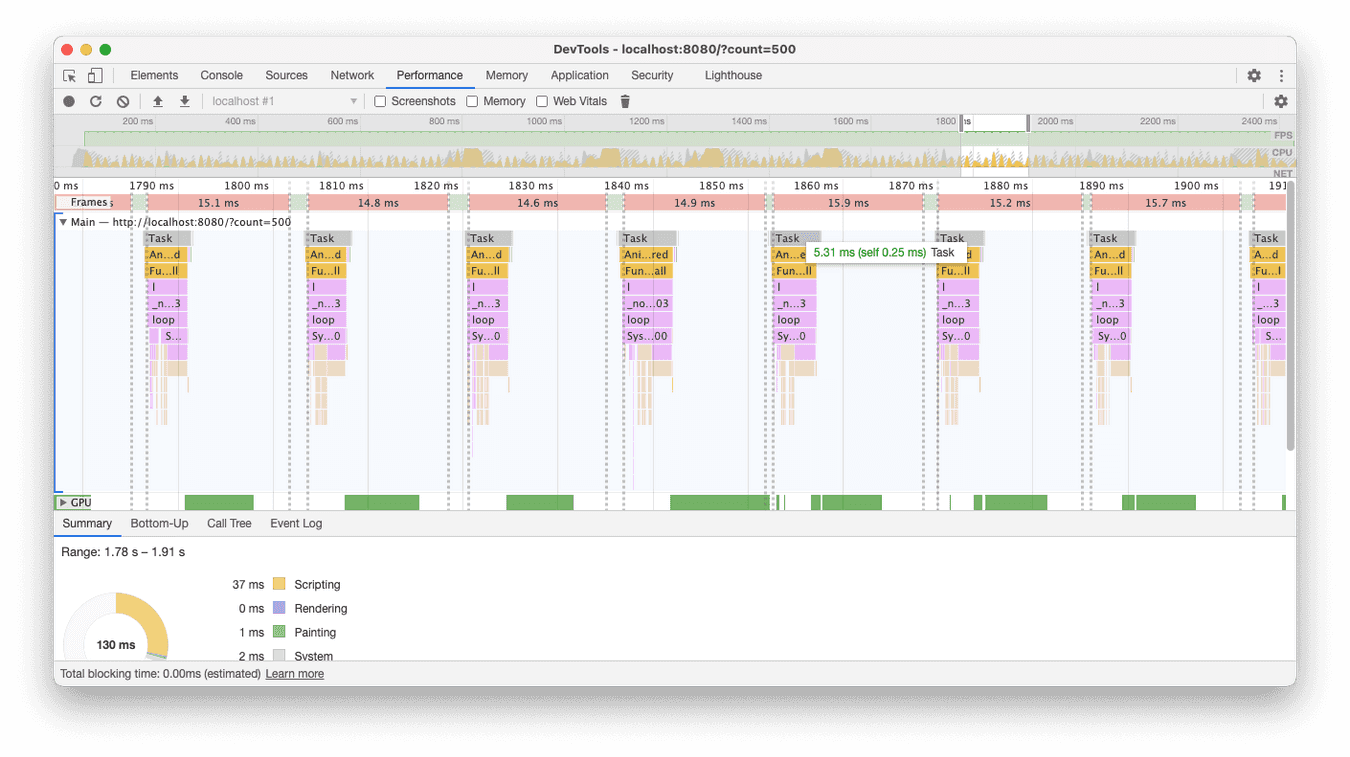 DevTools - localhost:8080/?count=500
Elements Console Sources Network Performance Memory Application Security Lighthouse
localhost #1 Screenshots Memory Web Vitals
200 ms 400 ms 600 ms 800 ms 1000 ms 1200 ms 1400 ms 1600 ms 1800 ms 2000 ms 2200 ms 2400 ms
FPS
CPU
NET
0 ms 1790 ms 1800 ms 1810 ms 1820 ms 1830 ms 1840 ms 1850 ms 1860 ms 1870 ms 1880 ms 1890 ms 1900 ms 191
Frames 15.1 ms 14.8 ms 14.6 ms 14.9 ms 15.9 ms 15.2 ms 15.7 ms
Main — http://localhost:8080/?count=500
Task Task Task Task Task Task Task Task
An...d An...d An...d Ani...red An...e An...d A...d
5.31 ms (self 0.25 ms) Task
Fu...ll Fu...ll Fu...ll Fun...all Fun...ll Fu...ll Fu...ll Fu...l
l l l l l l l l
_n...3 _n...3 _n...3 _no...03 _n...3 _n...3 _n...3 _...3
loop loop loop loop loop loop loop loop
S... Sy...0 Sy...0 Sys...00 Sy...0 Sy...0 Sy...0 S...
GPU
Summary Bottom-Up Call Tree Event Log
Range: 1.78 s – 1.91 s
37 ms Scripting
0 ms Rendering
1 ms Painting
130 ms
2 ms System
Total blocking time: 0.00ms (estimated) Learn more